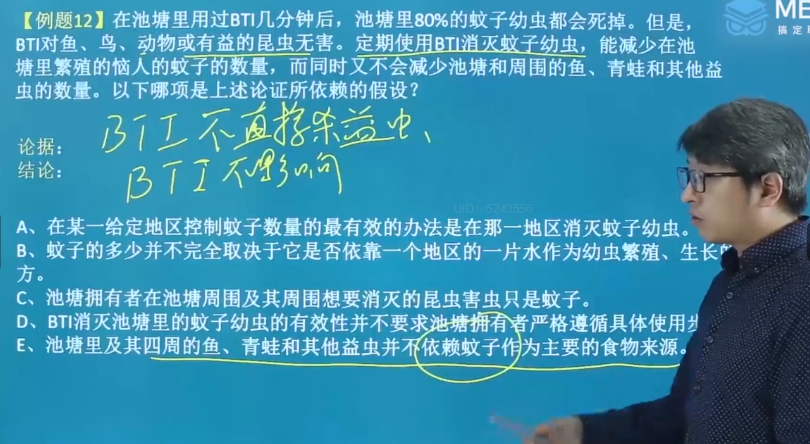 【例题12】在池塘里用过BTI几分钟后，池塘里80%的蚊子幼虫都会死掉。但是，
BTI对鱼、鸟、动物或有益的昆虫无害。定期使用BTI消灭蚊子幼虫，能减少在池
塘里繁殖的恼人的蚊子的数量，而同时又不会减少池塘和周围的鱼、青蛙和其他益
虫的数量。以下哪项是上述论证所依赖的假设？
论据：
BTI不直接杀益虫、
结论：
BTI不影响
UID: 5243556
A、在某一给定地区控制蚊子数量的最有效的办法是在那一地区消灭蚊子幼虫。
B、蚊子的多少并不完全取决于它是否依靠一个地区的一片水作为幼虫繁殖、生长的
方。
C、池塘拥有者在池塘周围及其周围想要消灭的昆虫害虫只是蚊子。
D、BTI消灭池塘里的蚊子幼虫的有效性并不要求池塘拥有者严格遵循具体使用步
E、池塘里及其四周的鱼、青蛙和其他益虫并不依赖蚊子作为主要的食物来源。
ME
搞定